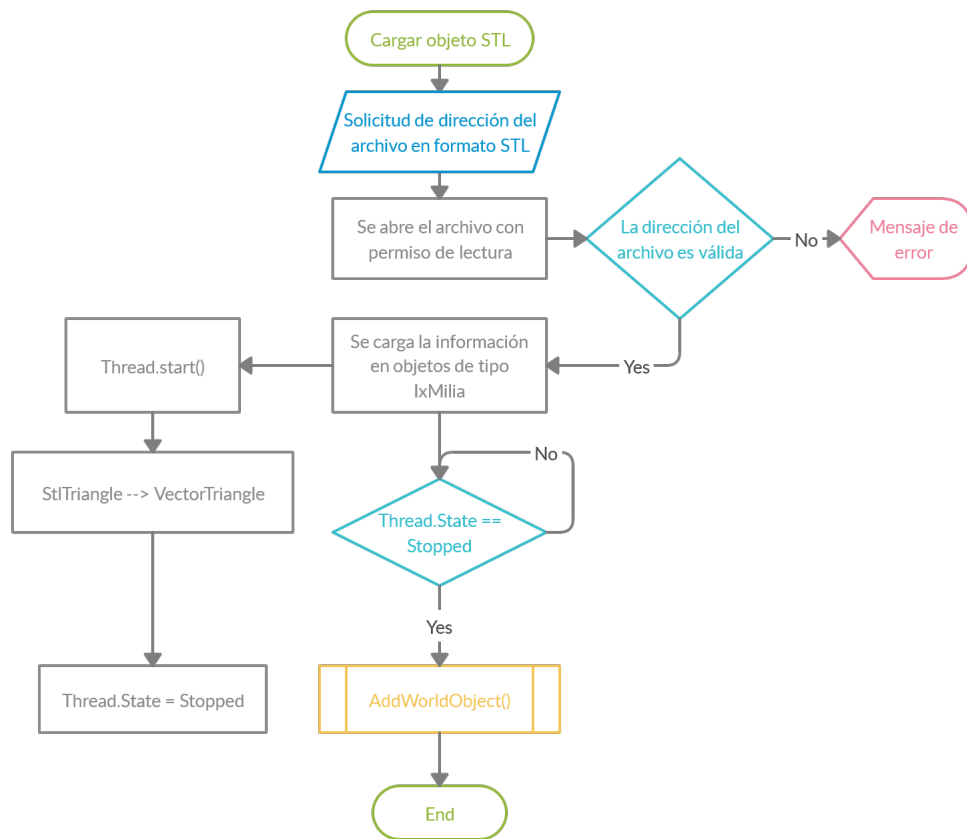 Cargar objeto STL
Solicitud de dirección del
archivo en formato STL
Se abre el archivo con
permiso de lectura
La dirección del
archivo es válida
No
Mensaje de
error
Yes
Se carga la información
en objetos de tipo
IxMilia
Thread.start()
StlTriangle --> VectorTriangle
No
Thread.State ==
Stopped
Yes
Thread.State = Stopped
AddWorldObject()
End